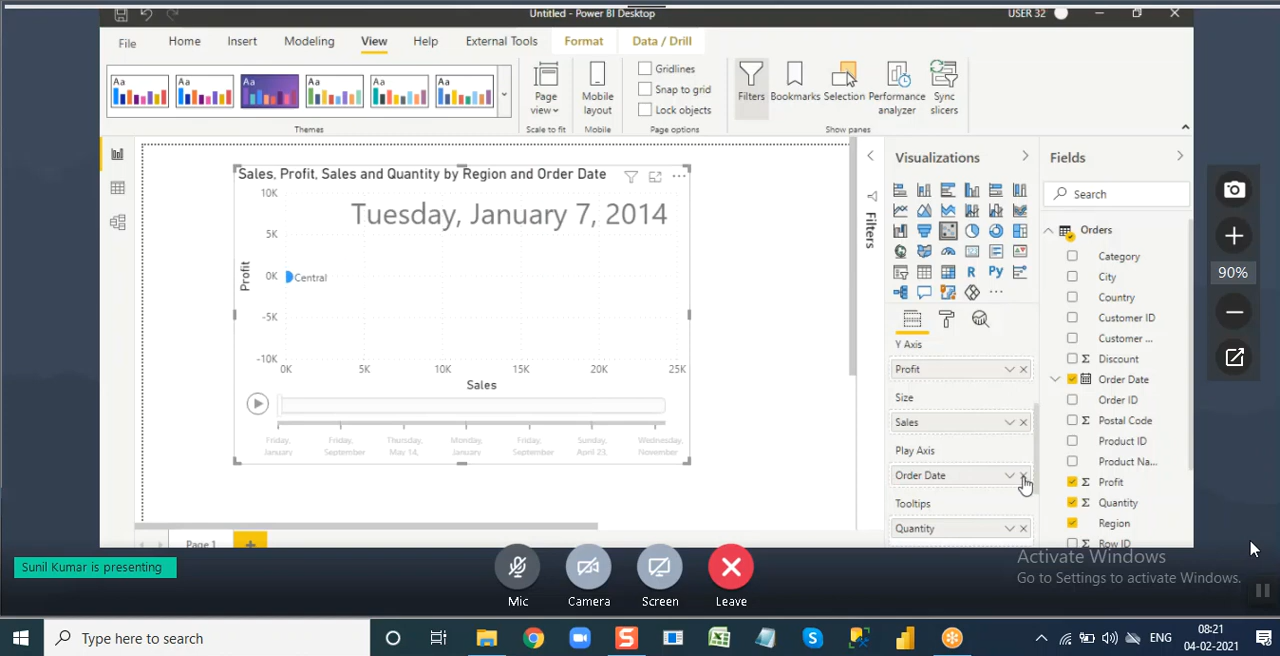 Untitled - Power BI Desktop
USER 32
File
Home
Insert
Modeling
View
Help
External Tools
Format
Data / Drill
Aa
Aa
Aa
Aa
Aa
Aa
Page
view
Mobile
layout
Gridlines
Snap to grid
Lock objects
Filters
Bookmarks
Selection
Performance
analyzer
Sync
slicers
Themes
Scale to fit
Mobile
Page options
Show panes
Sales, Profit, Sales and Quantity by Region and Order Date
Tuesday, January 7, 2014
10K
5K
0K
-5K
-10K
Profit
Central
0K
5K
10K
15K
20K
25K
Sales
Friday,
January
Friday,
September
Thursday,
May 14,
Monday,
January
Friday,
September
Sunday,
April 23,
Wednesday,
November
Page 1
Filters
Visualizations
R
Py
Y Axis
Profit
Size
Sales
Play Axis
Order Date
Tooltips
Quantity
Fields
Search
Orders
Category
City
Country
Customer ID
Customer ...
Σ Discount
Order Date
Order ID
Σ Postal Code
Product ID
Product Na...
Σ Profit
Σ Quantity
Region
Σ Row ID
90%
Sunil Kumar is presenting
Mic
Camera
Screen
Leave
Activate Windows
Go to Settings to activate Windows.
Type here to search
ENG
08:21
04-02-2021